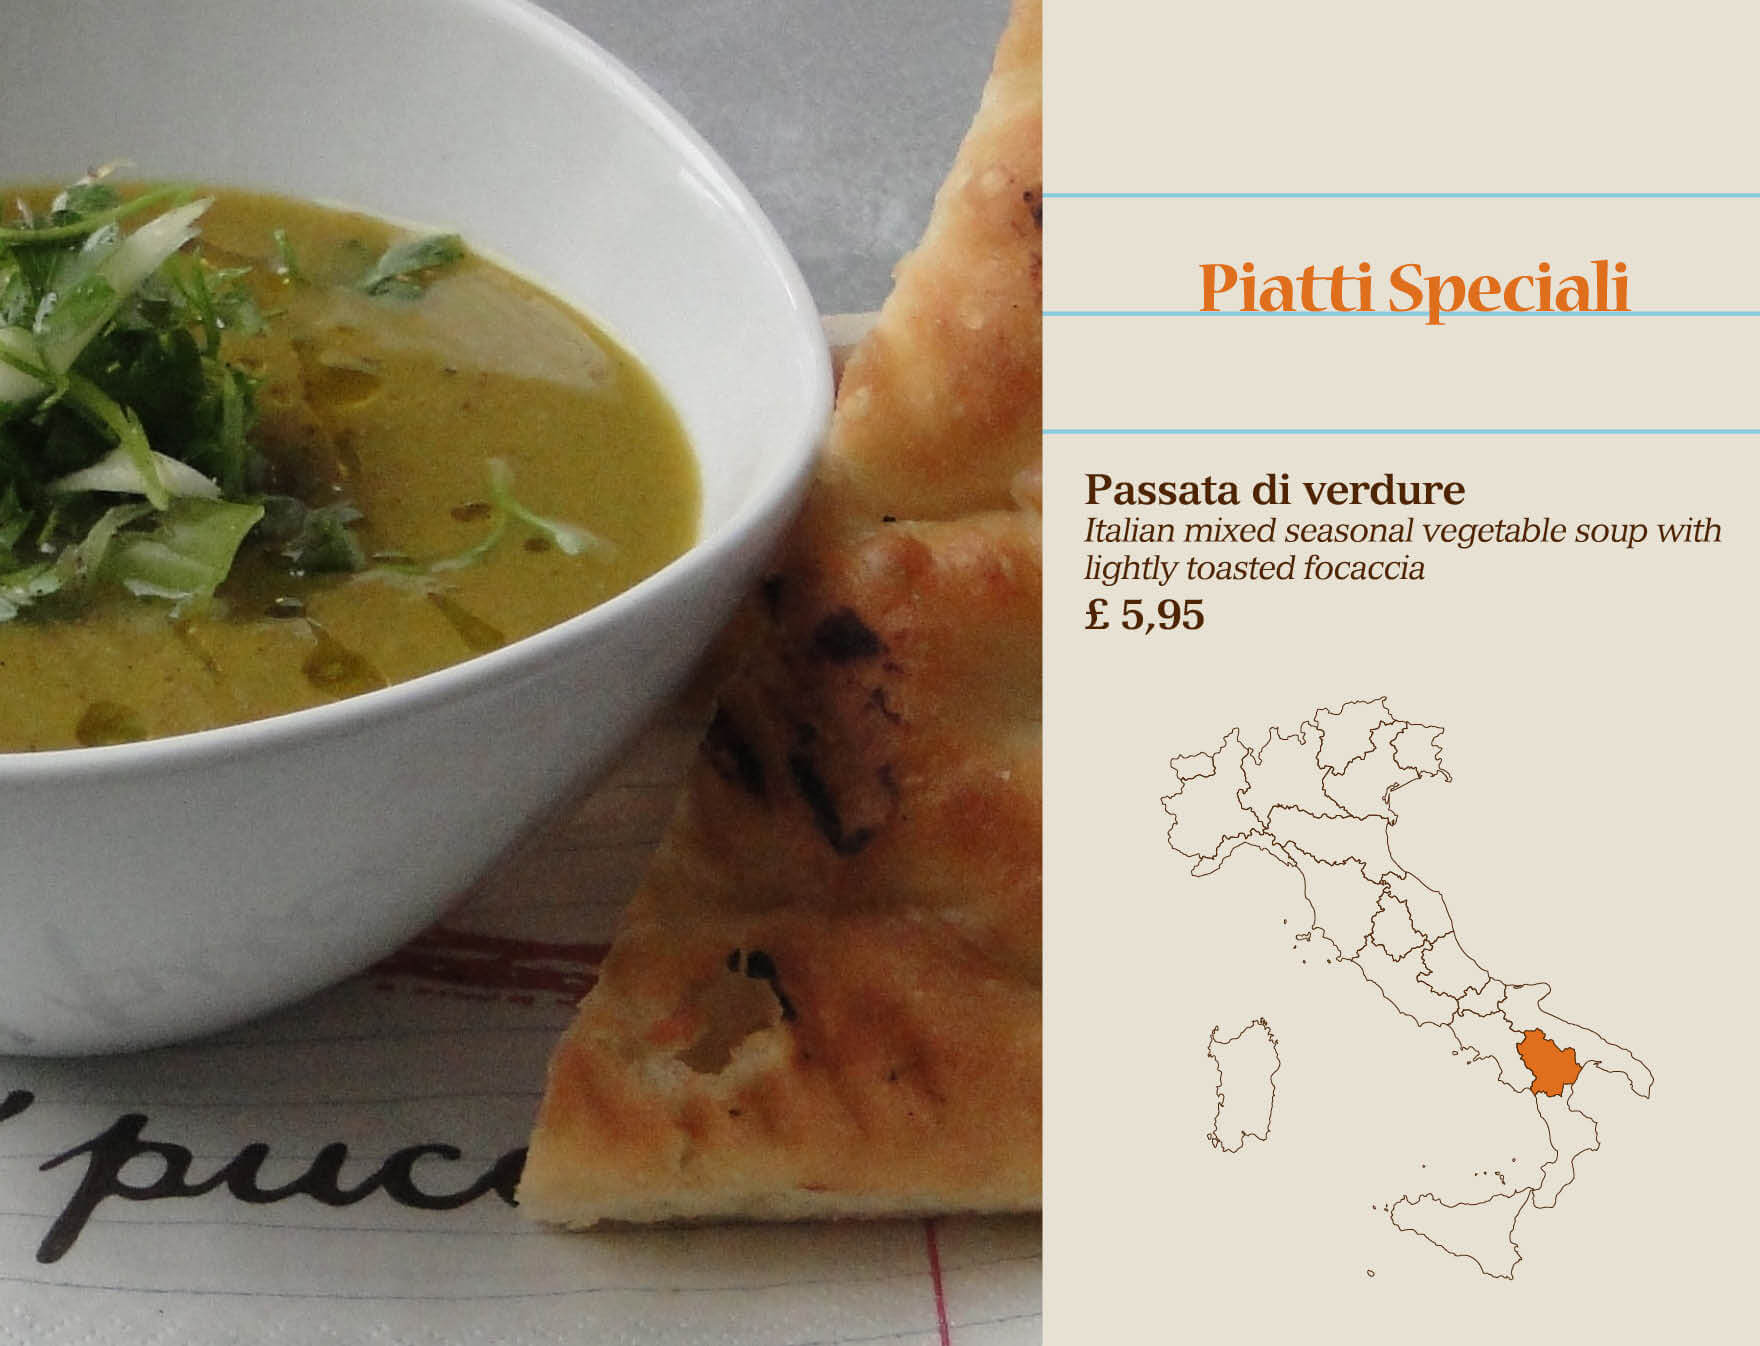 Piatti Speciali
Passata di verdure
Italian mixed seasonal vegetable soup with
lightly toasted focaccia
£ 5,95